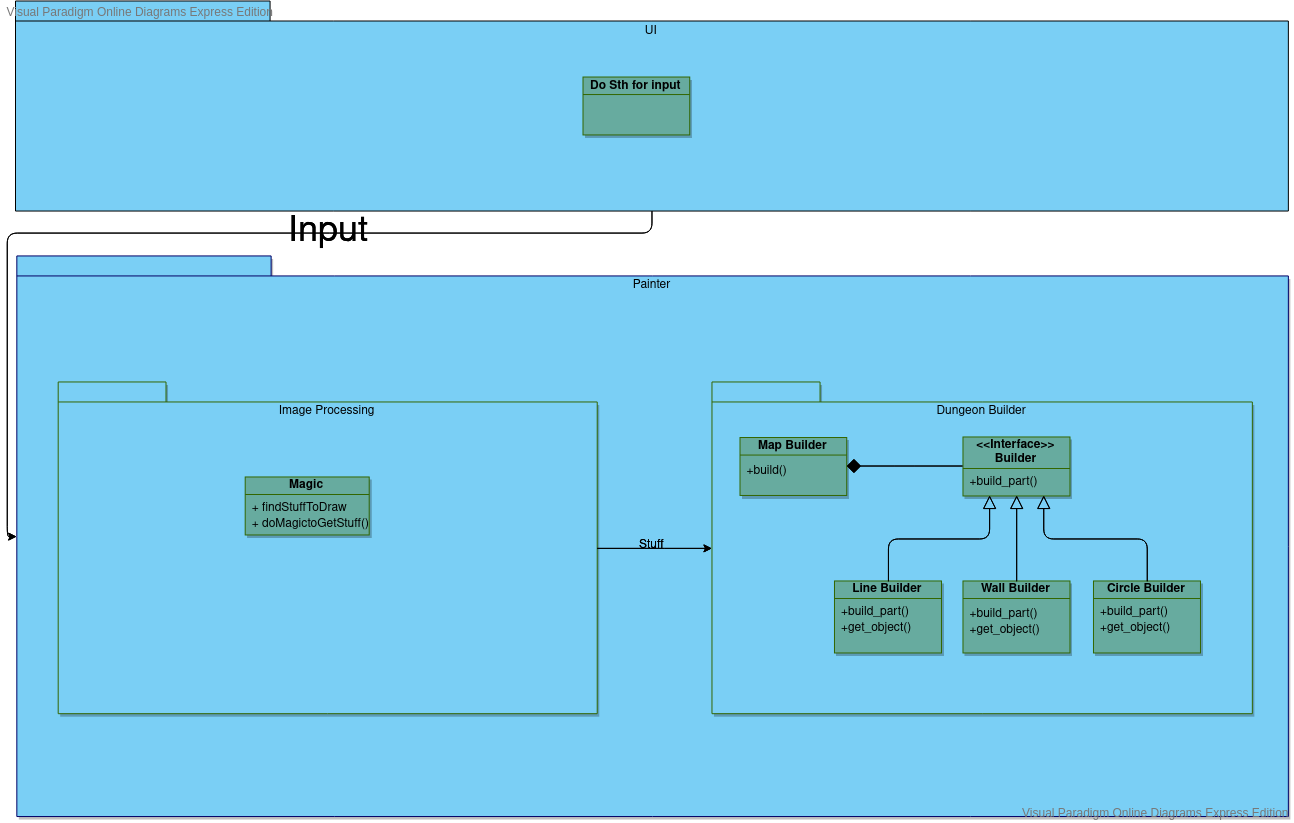 Visual Paradigm Online Diagrams Express Edition
UI
Do Sth for input
Input
Painter
Image Processing
Magic
+ findStuffToDraw
+ doMagictoGetStuff()
Stuff
Dungeon Builder
Map Builder
+build()
<<Interface>>
Builder
+build_part()
Line Builder
+build_part()
+get_object()
Wall Builder
+build_part()
+get_object()
Circle Builder
+build_part()
+get_object()
Visual Paradigm Online Diagrams Express Edition